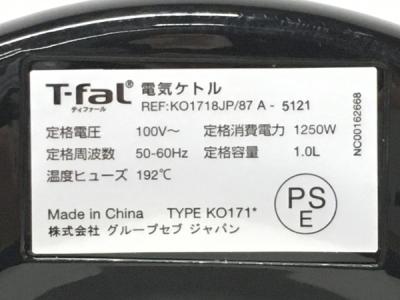 T-fal® 電気ケトル
ティファール REF:KO1718JP/87 A - 5121
定格電圧 100V～ 定格消費電力 1250W
定格周波数 50-60Hz 定格容量 1.0L
温度ヒューズ 192℃
PS
E
Made in China TYPE KO171*
株式会社 グループセブ ジャパン
NC00162668